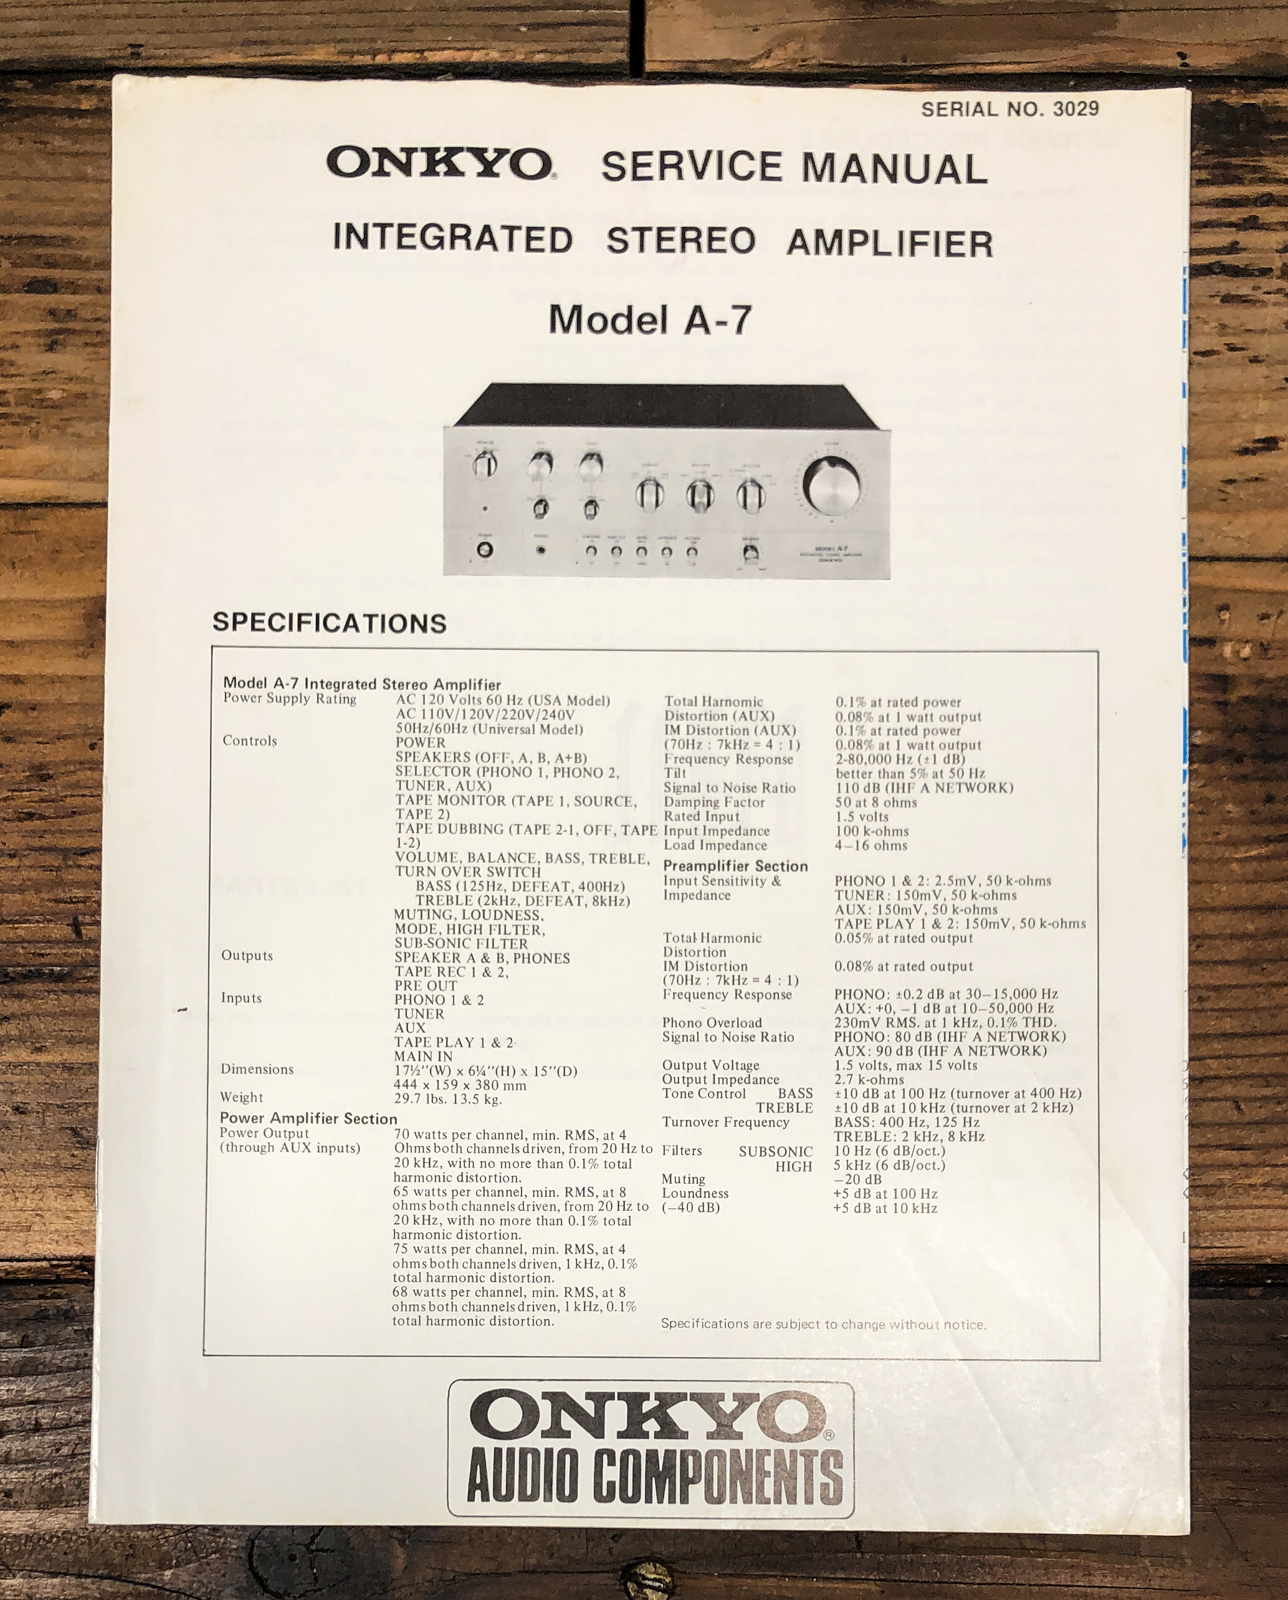 SERIAL NO. 3029
ONKYO® SERVICE MANUAL
INTEGRATED STEREO AMPLIFIER
Model A-7
MODEL A-7
ONKYO
SPECIFICATIONS
Model A-7 Integrated Stereo Amplifier
Power Supply Rating AC 120 Volts 60 Hz (USA Model)
AC 110V/120V/220V/240V
50Hz/60Hz (Universal Model)
Controls POWER
SPEAKERS (OFF, A, B, A+B)
SELECTOR (PHONO 1, PHONO 2,
TUNER, AUX)
TAPE MONITOR (TAPE 1, SOURCE,
TAPE 2)
TAPE DUBBING (TAPE 2-1, OFF, TAPE
1-2)
VOLUME, BALANCE, BASS, TREBLE,
TURN OVER SWITCH
BASS (125Hz, DEFEAT, 400Hz)
TREBLE (2kHz, DEFEAT, 8kHz)
MUTING, LOUDNESS,
MODE, HIGH FILTER,
SUB-SONIC FILTER
Outputs SPEAKER A & B, PHONES
TAPE REC 1 & 2,
PRE OUT
Inputs PHONO 1 & 2
TUNER
AUX
TAPE PLAY 1 & 2
MAIN IN
Dimensions 17½"(W) x 6¼"(H) x 15"(D)
444 x 159 x 380 mm
Weight 29.7 lbs. 13.5 kg.
Power Amplifier Section
Power Output 70 watts per channel, min. RMS, at 4
(through AUX inputs) Ohms both channels driven, from 20 Hz to
20 kHz, with no more than 0.1% total
harmonic distortion.
65 watts per channel, min. RMS, at 8
ohms both channels driven, from 20 Hz to
20 kHz, with no more than 0.1% total
harmonic distortion.
75 watts per channel, min. RMS, at 4
ohms both channels driven, 1 kHz, 0.1%
total harmonic distortion.
68 watts per channel, min. RMS, at 8
ohms both channels driven, 1 kHz, 0.1%
total harmonic distortion.
Total Harnomic 0.1% at rated power
Distortion (AUX) 0.08% at 1 watt output
IM Distortion (AUX) 0.1% at rated power
(70Hz : 7kHz = 4 : 1) 0.08% at 1 watt output
Frequency Response 2-80,000 Hz (±1 dB)
Tilt better than 5% at 50 Hz
Signal to Noise Ratio 110 dB (IHF A NETWORK)
Damping Factor 50 at 8 ohms
Rated Input 1.5 volts
Input Impedance 100 k-ohms
Load Impedance 4–16 ohms
Preamplifier Section
Input Sensitivity & PHONO 1 & 2: 2.5mV, 50 k-ohms
Impedance TUNER: 150mV, 50 k-ohms
AUX: 150mV, 50 k-ohms
TAPE PLAY 1 & 2: 150mV, 50 k-ohms
Total Harmonic 0.05% at rated output
Distortion
IM Distortion 0.08% at rated output
(70Hz : 7kHz = 4 : 1)
Frequency Response PHONO: ±0.2 dB at 30–15,000 Hz
AUX: +0, −1 dB at 10–50,000 Hz
Phono Overload 230mV RMS. at 1 kHz, 0.1% THD.
Signal to Noise Ratio PHONO: 80 dB (IHF A NETWORK)
AUX: 90 dB (IHF A NETWORK)
Output Voltage 1.5 volts, max 15 volts
Output Impedance 2.7 k-ohms
Tone Control BASS ±10 dB at 100 Hz (turnover at 400 Hz)
TREBLE ±10 dB at 10 kHz (turnover at 2 kHz)
Turnover Frequency BASS: 400 Hz, 125 Hz
TREBLE: 2 kHz, 8 kHz
Filters SUBSONIC 10 Hz (6 dB/oct.)
HIGH 5 kHz (6 dB/oct.)
Muting −20 dB
Loundness +5 dB at 100 Hz
(−40 dB) +5 dB at 10 kHz
Specifications are subject to change without notice.
ONKYO®
AUDIO COMPONENTS